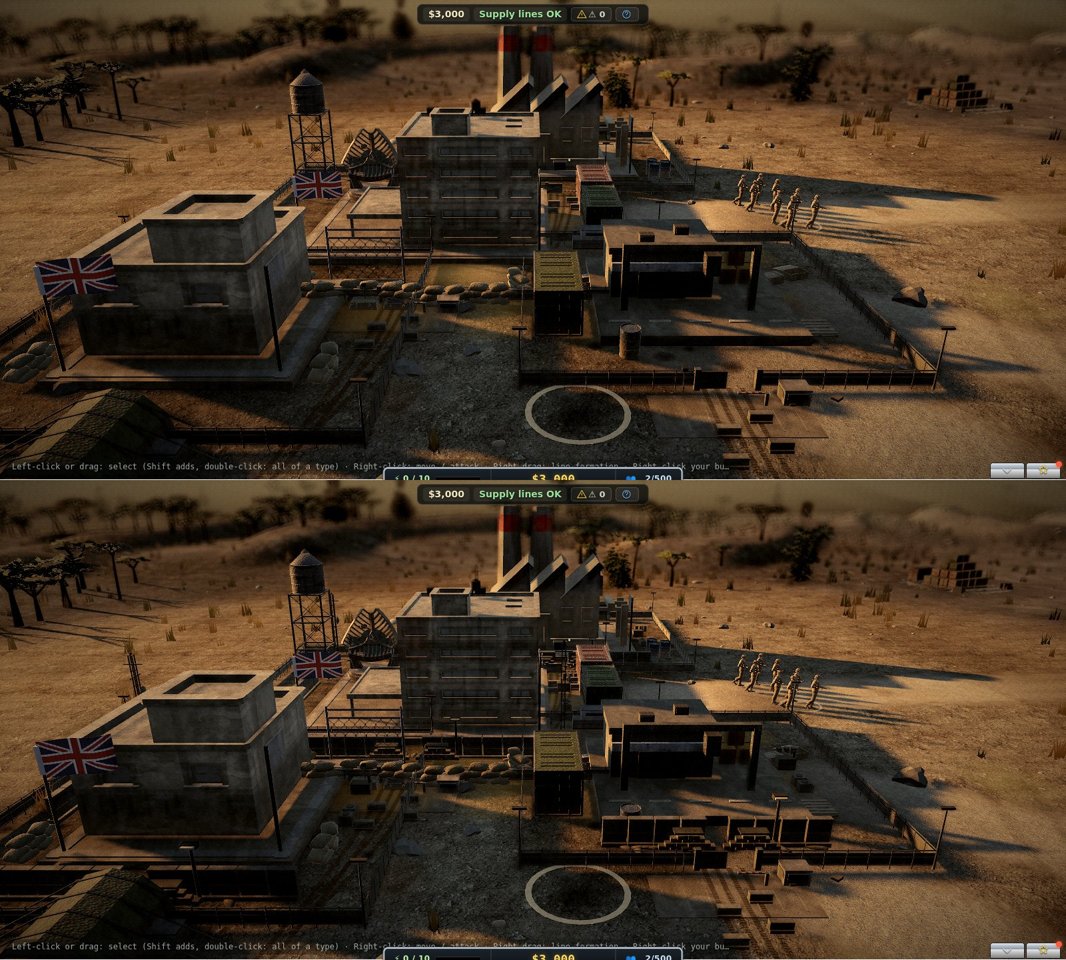 $3,000 Supply lines OK ⚠⚠ 0 ?
Left-click or drag: select (Shift adds, double-click: all of a type) · Right-click: move / attack · Right-drag: line formation · Right-click your bu…
0 / 10 $3 000 2/500
$3,000 Supply lines OK ⚠⚠ 0 ?
Left-click or drag: select (Shift adds, double-click: all of a type) · Right-click: move / attack · Right-drag: line formation · Right-click your bu…
0 / 10 $3 000 2/500